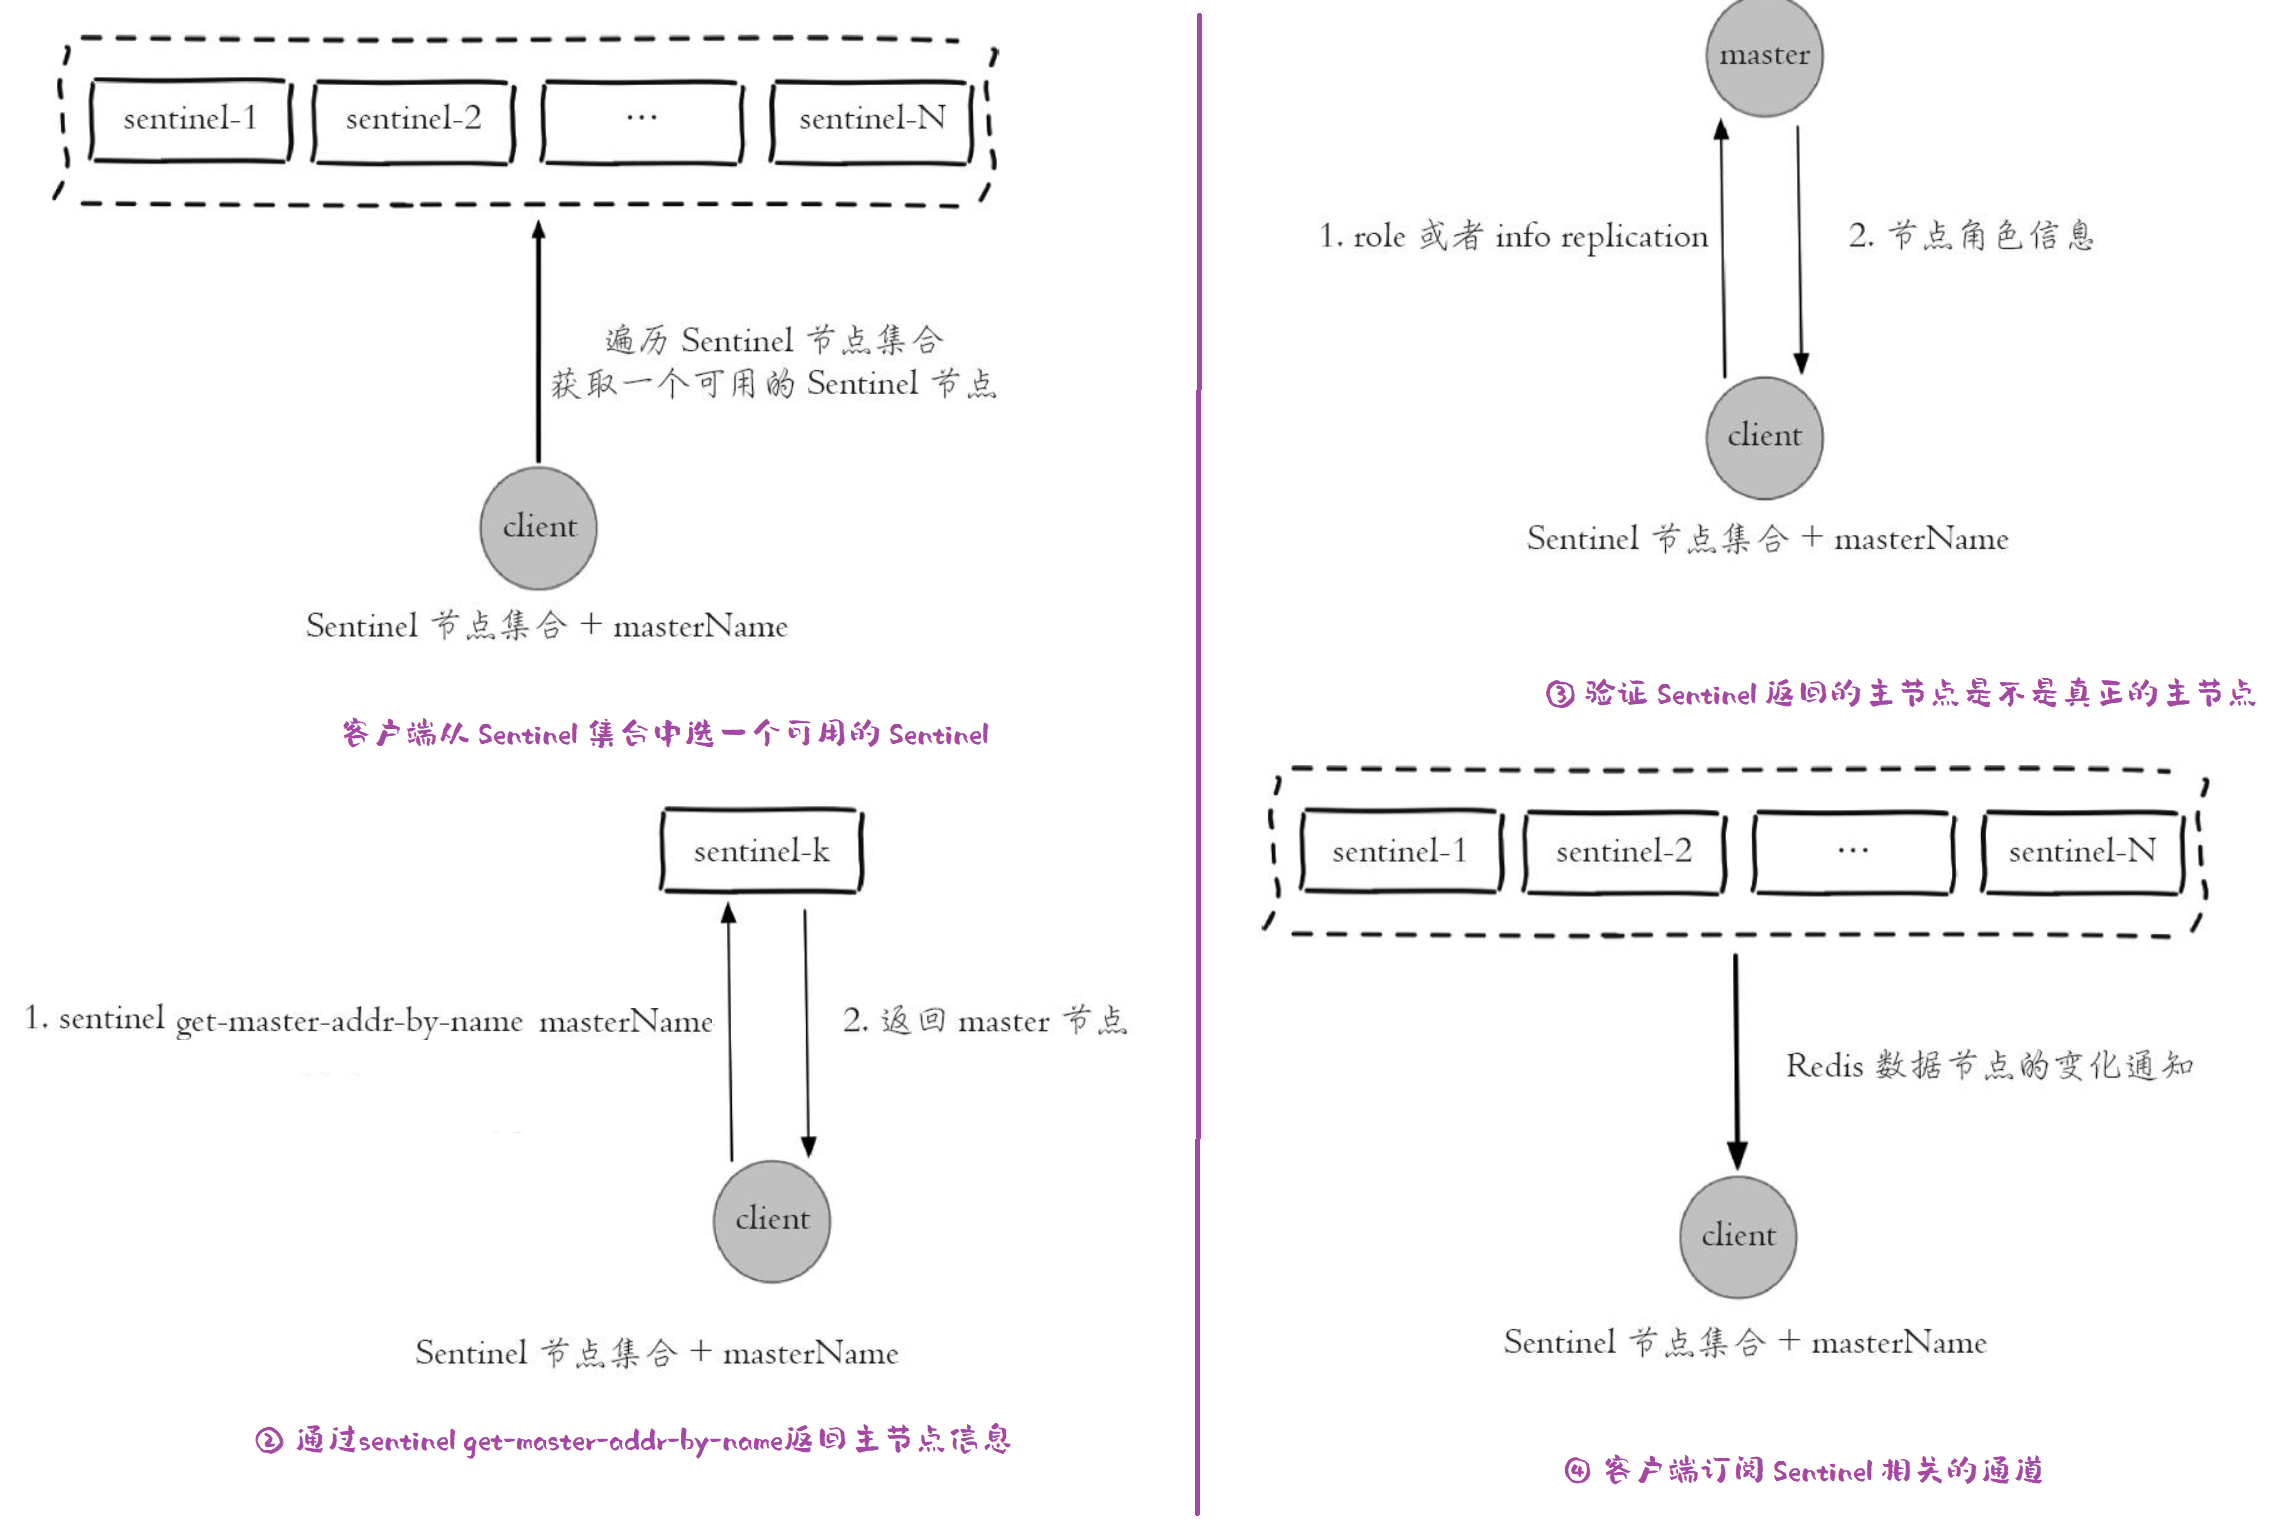 sentinel-1
sentinel-2
...
sentinel-N
遍历 Sentinel 节点集合
获取一个可用的 Sentinel 节点
client
Sentinel 节点集合 + masterName
客户端从 Sentinel 集合中选一个可用的 Sentinel
sentinel-k
1. sentinel get-master-addr-by-name masterName
2. 返回 master 节点
client
Sentinel 节点集合 + masterName
② 通过sentinel get-master-addr-by-name返回主节点信息
master
1. role 或者 info replication
2. 节点角色信息
client
Sentinel 节点集合 + masterName
③ 验证 Sentinel 返回的主节点是不是真正的主节点
sentinel-1
sentinel-2
...
sentinel-N
Redis 数据节点的变化通知
client
Sentinel 节点集合 + masterName
④ 客户端订阅 Sentinel 相关的通道